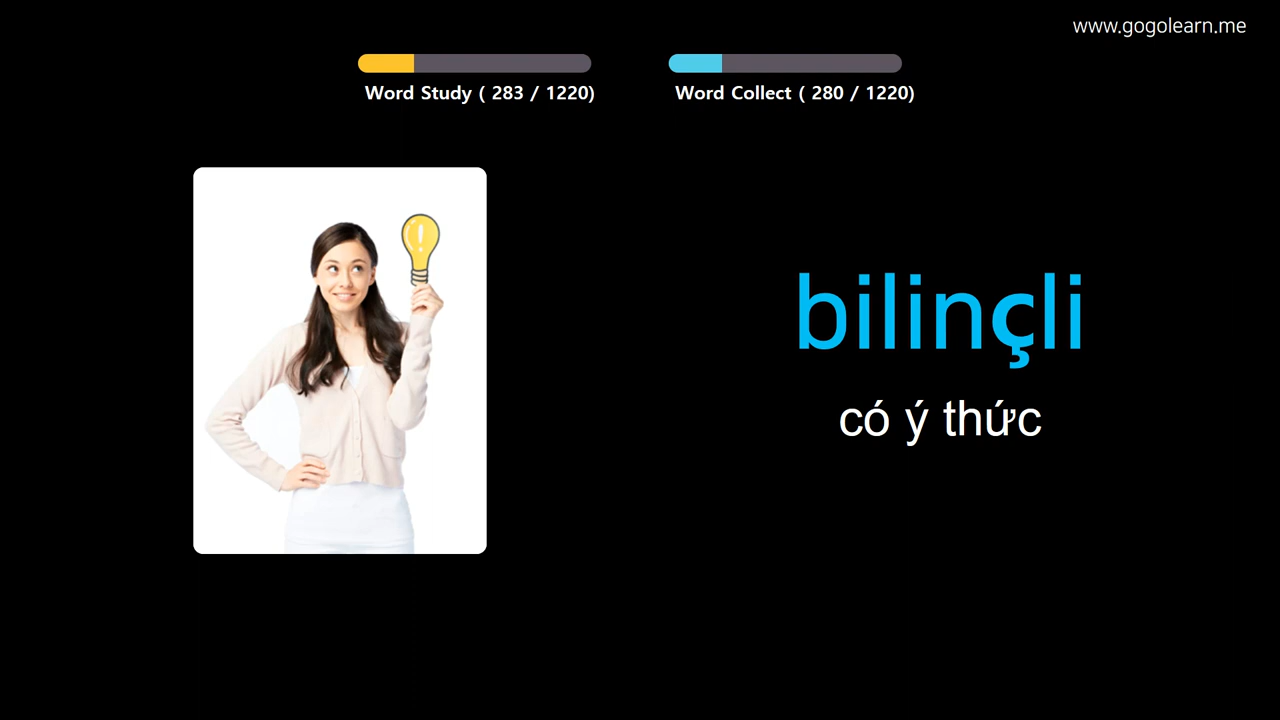 www.gogolearn.me
Word Study ( 283 / 1220)
Word Collect ( 280 / 1220)
bilinçli
có ý thức